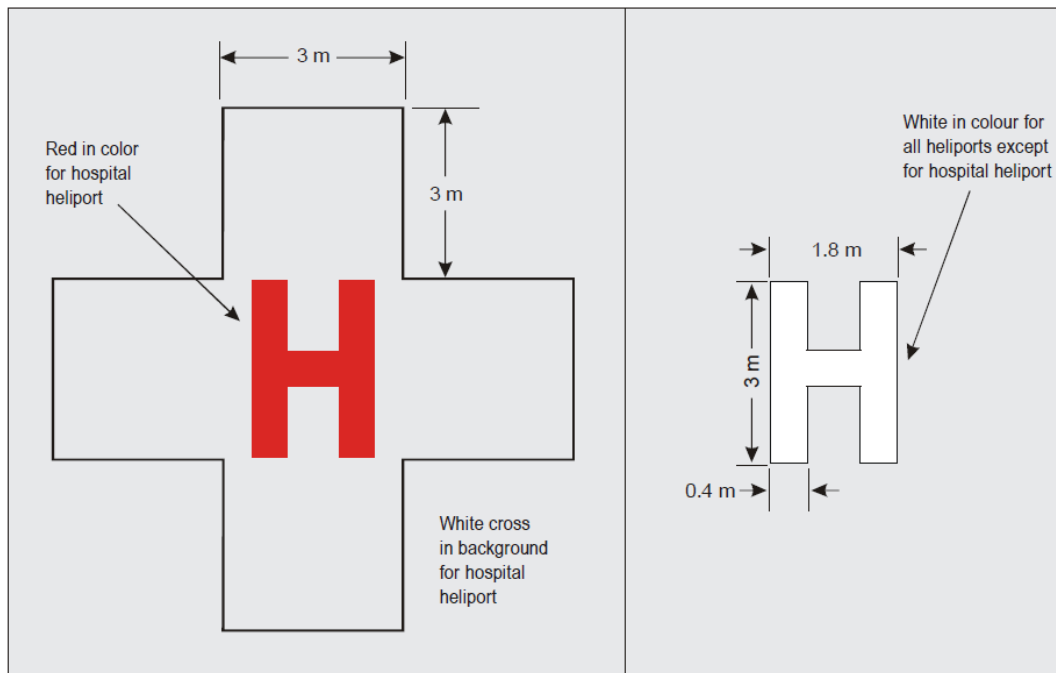 3 m
Red in color
for hospital
heliport
3 m
H
White cross
in background
for hospital
heliport
White in colour for
all heliports except
for hospital heliport
1.8 m
3 m
H
0.4 m